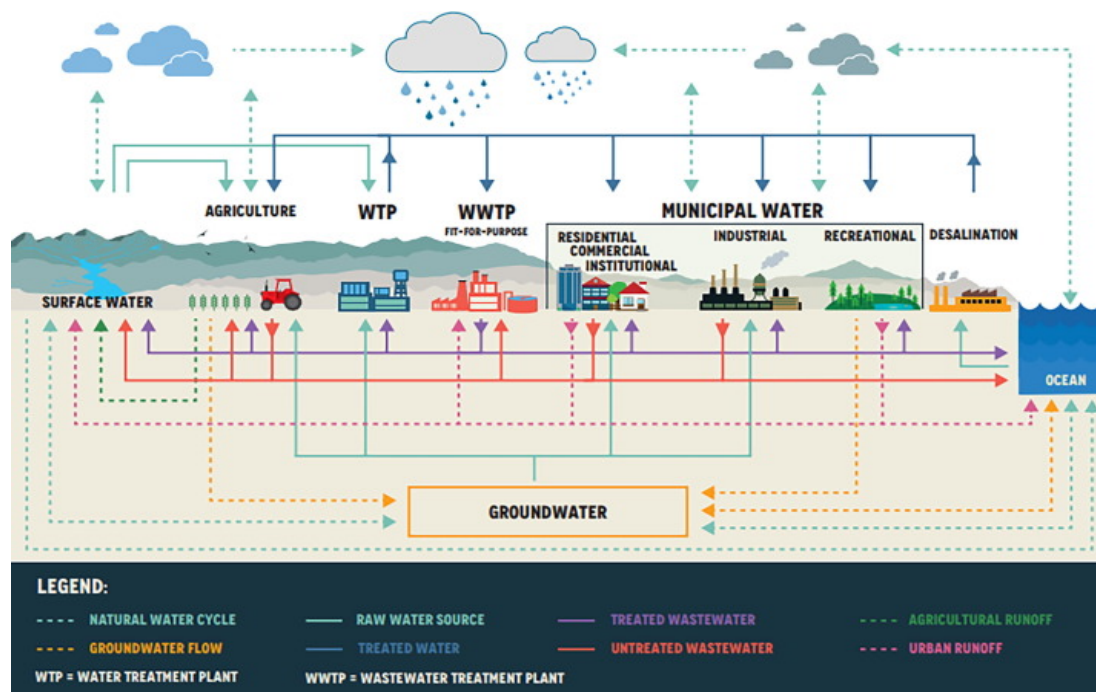 AGRICULTURE
WTP
WWTP
FIT-FOR-PURPOSE
MUNICIPAL WATER
RESIDENTIAL
COMMERCIAL
INSTITUTIONAL
INDUSTRIAL
RECREATIONAL
DESALINATION
SURFACE WATER
OCEAN
GROUNDWATER
LEGEND:
NATURAL WATER CYCLE
RAW WATER SOURCE
TREATED WASTEWATER
AGRICULTURAL RUNOFF
GROUNDWATER FLOW
TREATED WATER
UNTREATED WASTEWATER
URBAN RUNOFF
WTP = WATER TREATMENT PLANT
WWTP = WASTEWATER TREATMENT PLANT